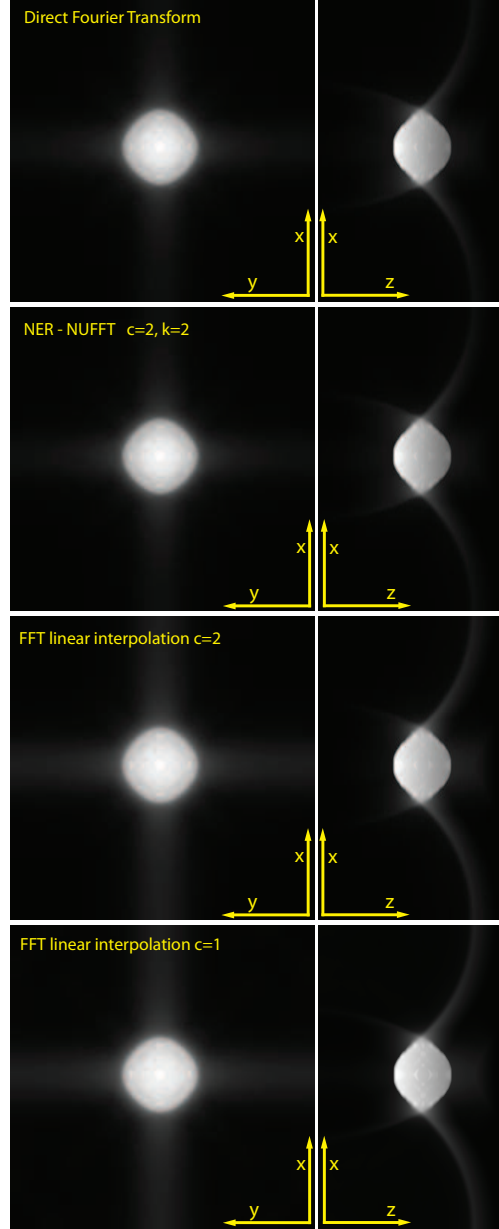 Direct Fourier Transform
x x
y z
NER - NUFFT c=2, k=2
x x
y z
FFT linear interpolation c=2
x x
y z
FFT linear interpolation c=1
x x
y z